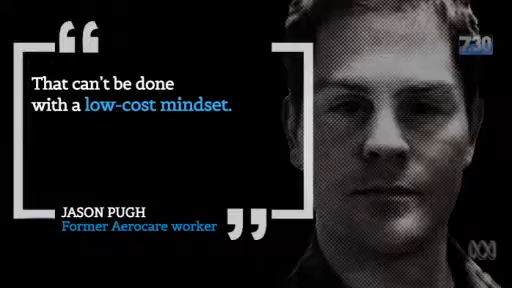 7.30
That can't be done
with a low-cost mindset.
JASON PUGH
Former Aerocare worker